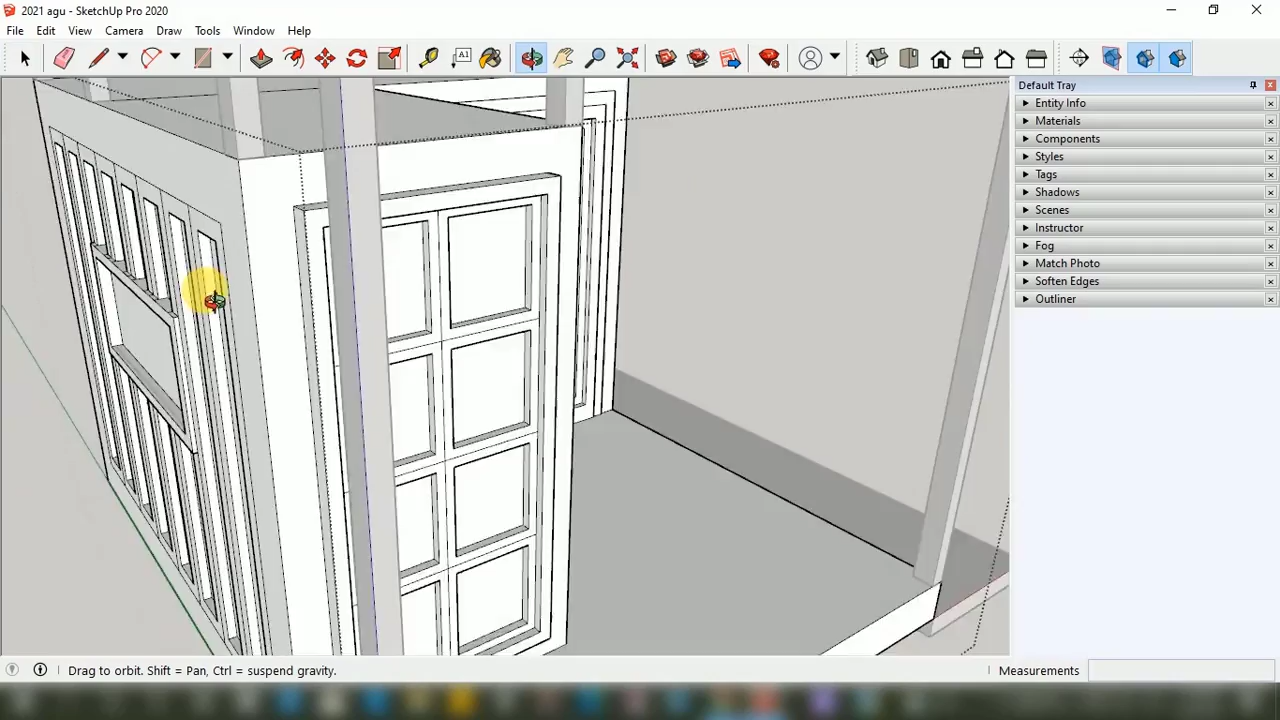 2021 agu - SketchUp Pro 2020
File Edit View Camera Draw Tools Window Help
A1
Default Tray
Entity Info
Materials
Components
Styles
Tags
Shadows
Scenes
Instructor
Fog
Match Photo
Soften Edges
Outliner
Drag to orbit. Shift = Pan, Ctrl = suspend gravity.
Measurements